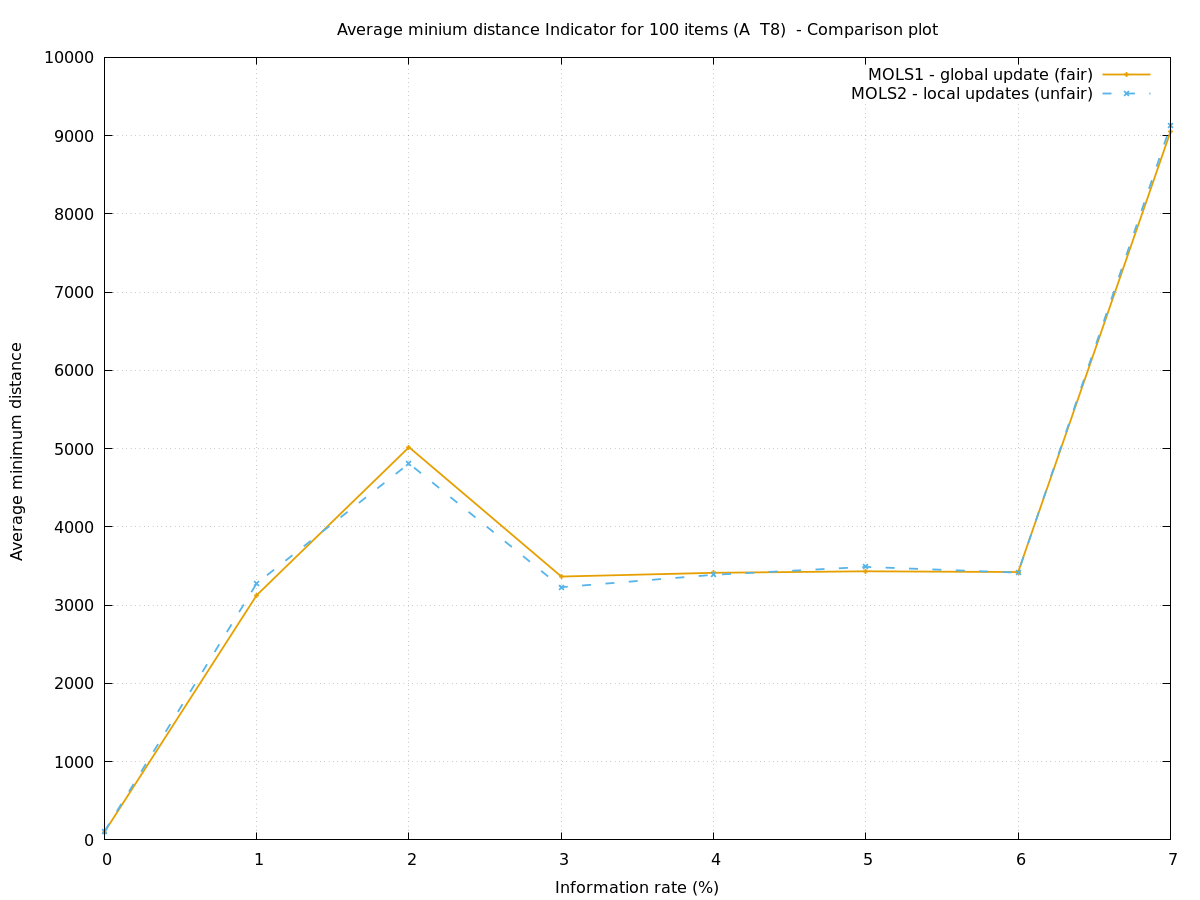 Average minium distance Indicator for 100 items (A  T8)  - Comparison plot
MOLS1 - global update (fair)
MOLS2 - local updates (unfair)
10000
9000
8000
7000
6000
5000
4000
3000
2000
1000
0
Average minimum distance
0 1 2 3 4 5 6 7
Information rate (%)